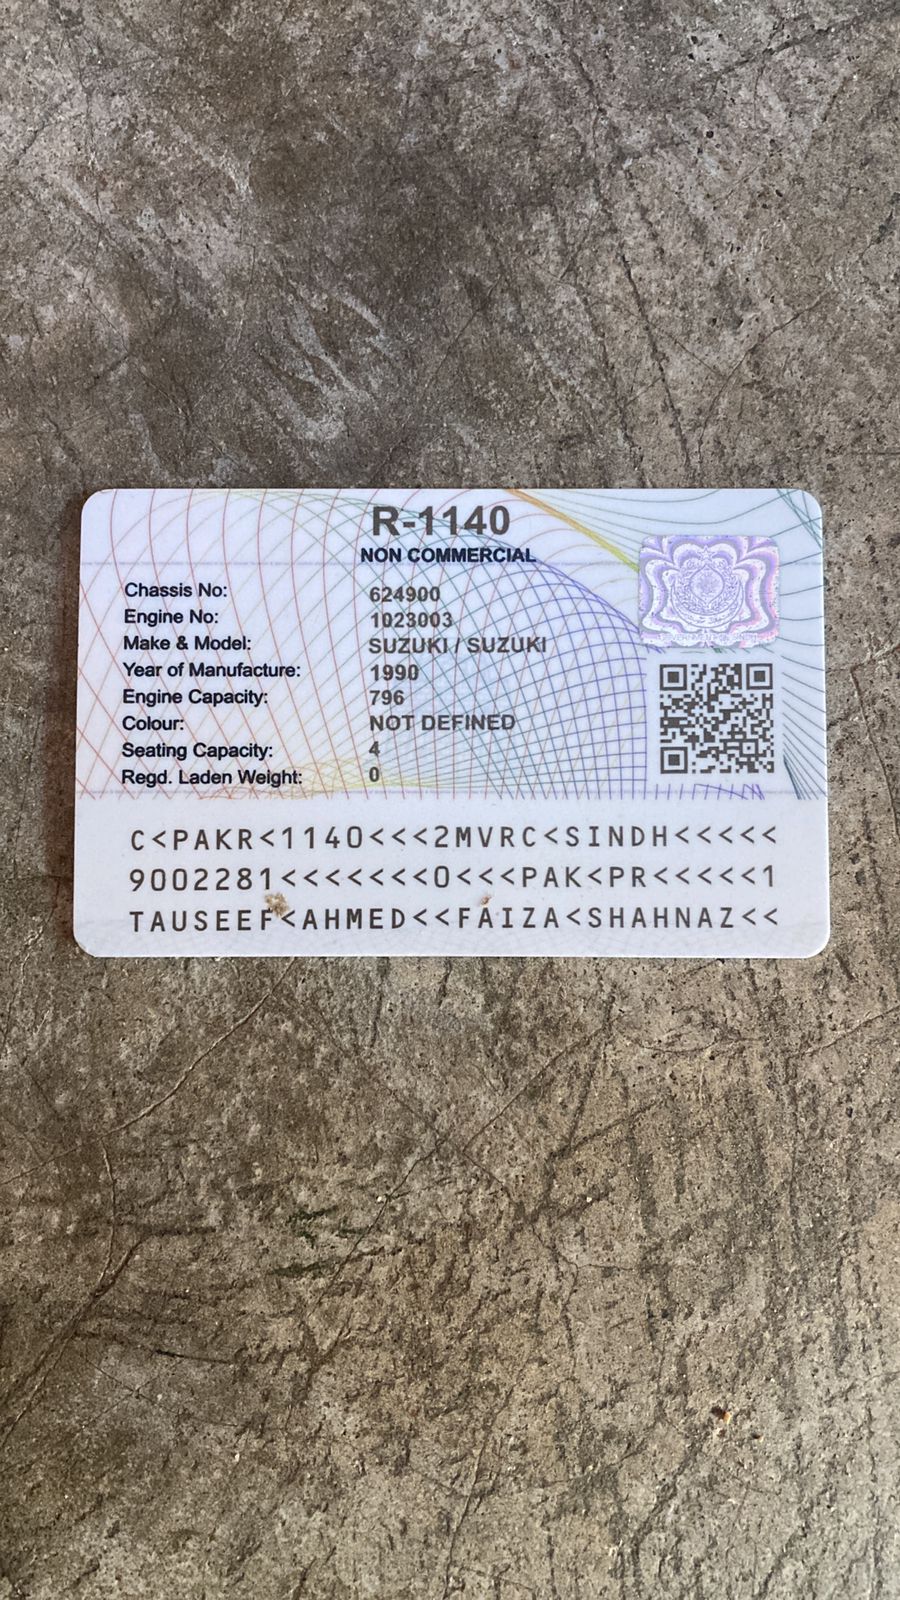 R-1140
NON COMMERCIAL
Chassis No: 624900
Engine No: 1023003
Make & Model: SUZUKI / SUZUKI
Year of Manufacture: 1990
Engine Capacity: 796
Colour: NOT DEFINED
Seating Capacity: 4
Regd. Laden Weight: 0
C<PAKR<1140<<<2MVRC<SINDH<<<<<
9002281<<<<<<<0<<<PAK<PR<<<<<1
TAUSEEF<AHMED<<FAIZA<SHAHNAZ<<